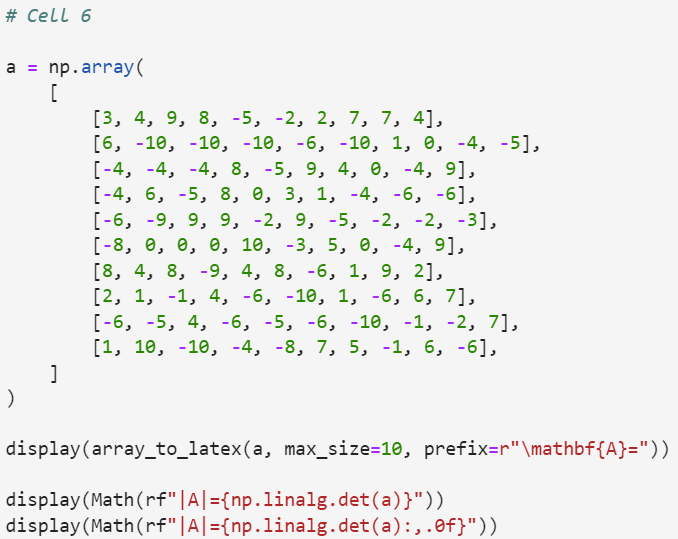 # Cell 6
a = np.array(
[
[3, 4, 9, 8, -5, -2, 2, 7, 7, 4],
[6, -10, -10, -10, -6, -10, 1, 0, -4, -5],
[-4, -4, -4, 8, -5, 9, 4, 0, -4, 9],
[-4, 6, -5, 8, 0, 3, 1, -4, -6, -6],
[-6, -9, 9, 9, -2, 9, -5, -2, -2, -3],
[-8, 0, 0, 0, 10, -3, 5, 0, -4, 9],
[8, 4, 8, -9, 4, 8, -6, 1, 9, 2],
[2, 1, -1, 4, -6, -10, 1, -6, 6, 7],
[-6, -5, 4, -6, -5, -6, -10, -1, -2, 7],
[1, 10, -10, -4, -8, 7, 5, -1, 6, -6],
]
)
display(array_to_latex(a, max_size=10, prefix=r"\mathbf{A}="))
display(Math(rf"|A|={np.linalg.det(a)}"))
display(Math(rf"|A|={np.linalg.det(a):,.0f}"))